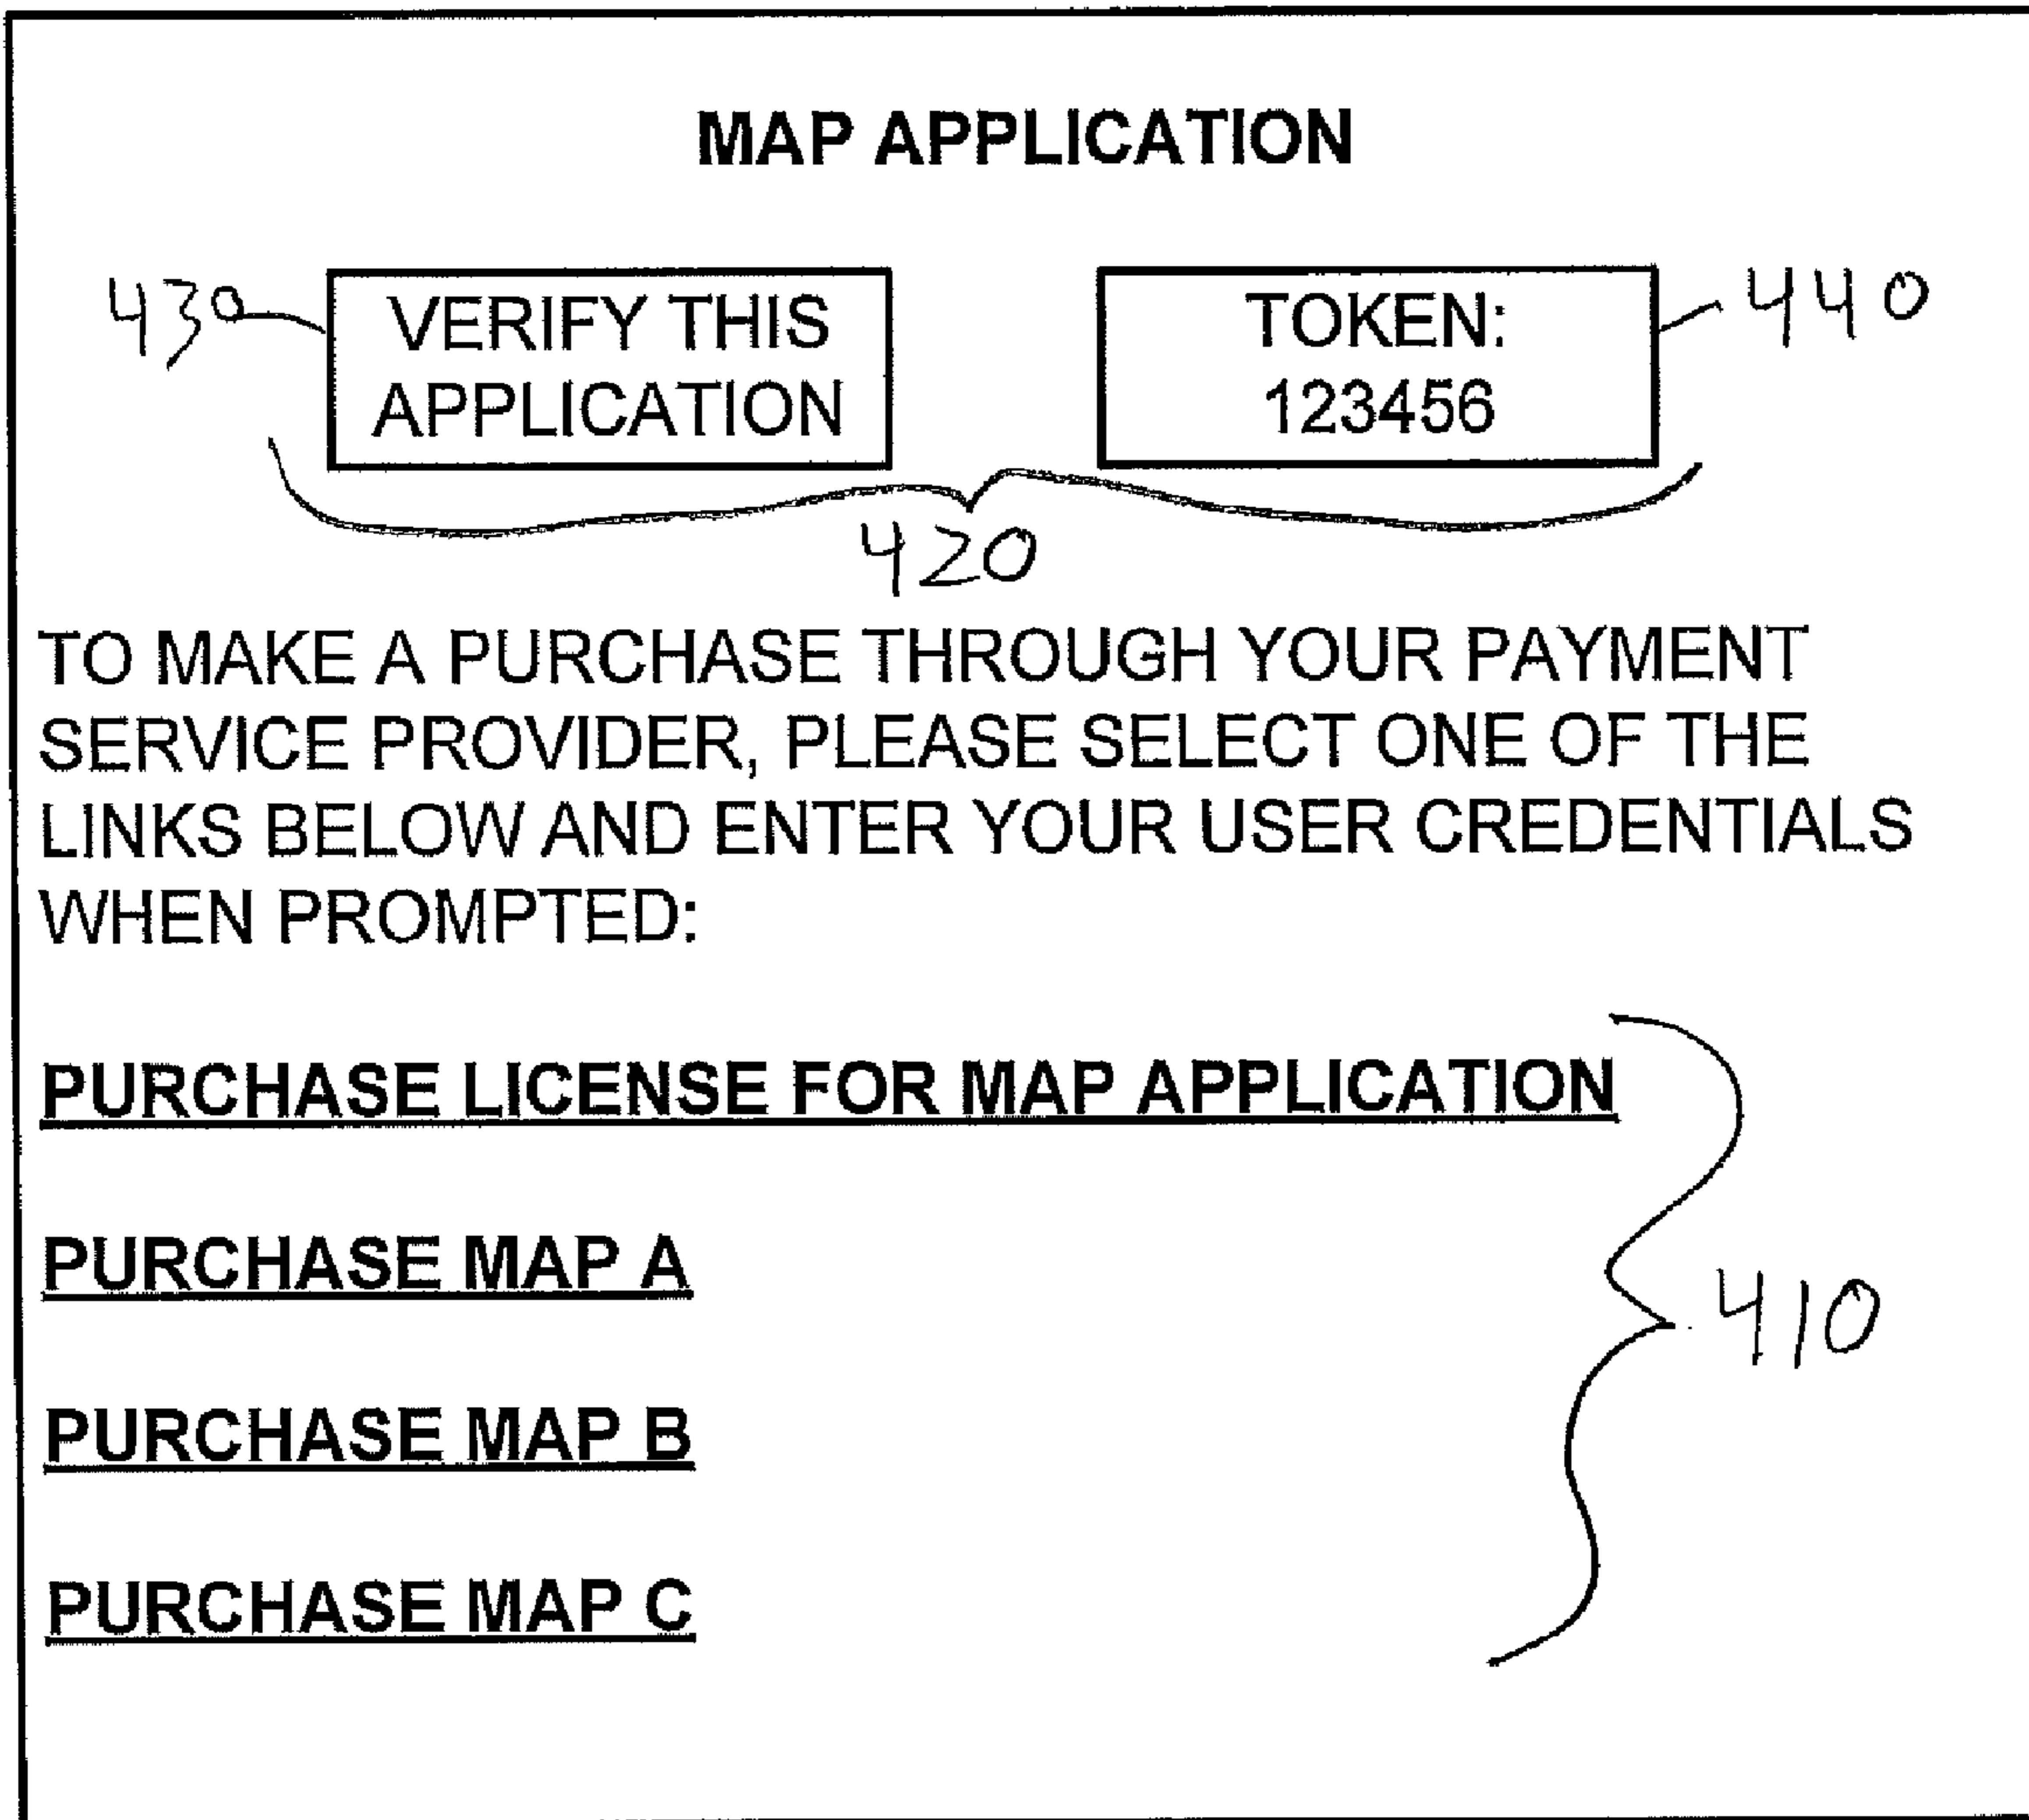 MAP APPLICATION
430 VERIFY THIS APPLICATION TOKEN: 123456 440
420
TO MAKE A PURCHASE THROUGH YOUR PAYMENT
SERVICE PROVIDER, PLEASE SELECT ONE OF THE
LINKS BELOW AND ENTER YOUR USER CREDENTIALS
WHEN PROMPTED:
PURCHASE LICENSE FOR MAP APPLICATION
PURCHASE MAP A
410
PURCHASE MAP B
PURCHASE MAP C